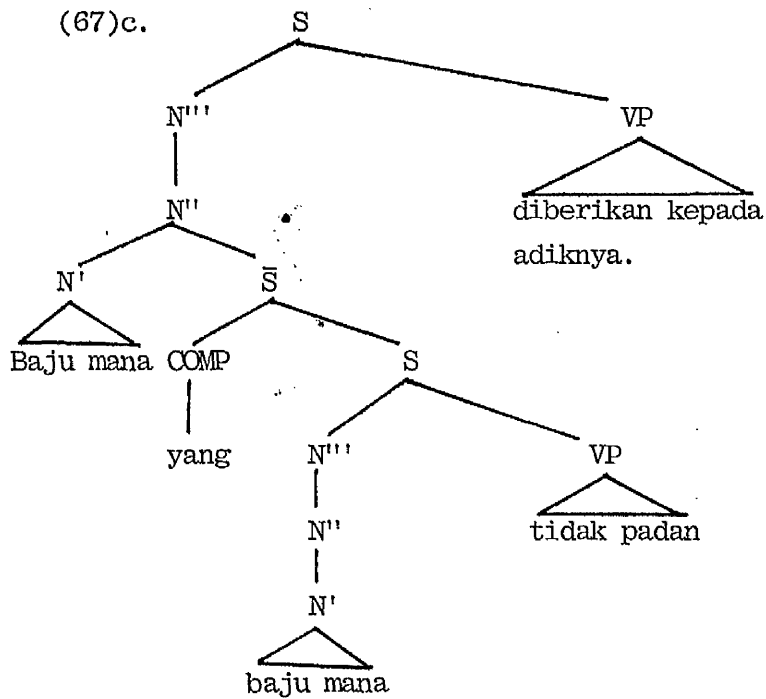 (67)c.
S
N''' VP
N''
diberikan kepada
adiknya.
N' S̄
Baju mana COMP S
yang N''' VP
N'' tidak padan
N'
baju mana